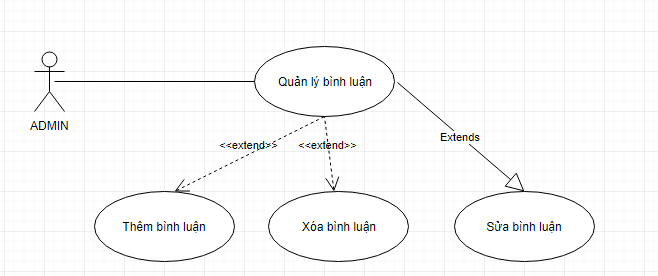 Quản lý bình luận
ADMIN
Extends
<<extend>>
<<extend>>
Thêm bình luận
Xóa bình luận
Sửa bình luận